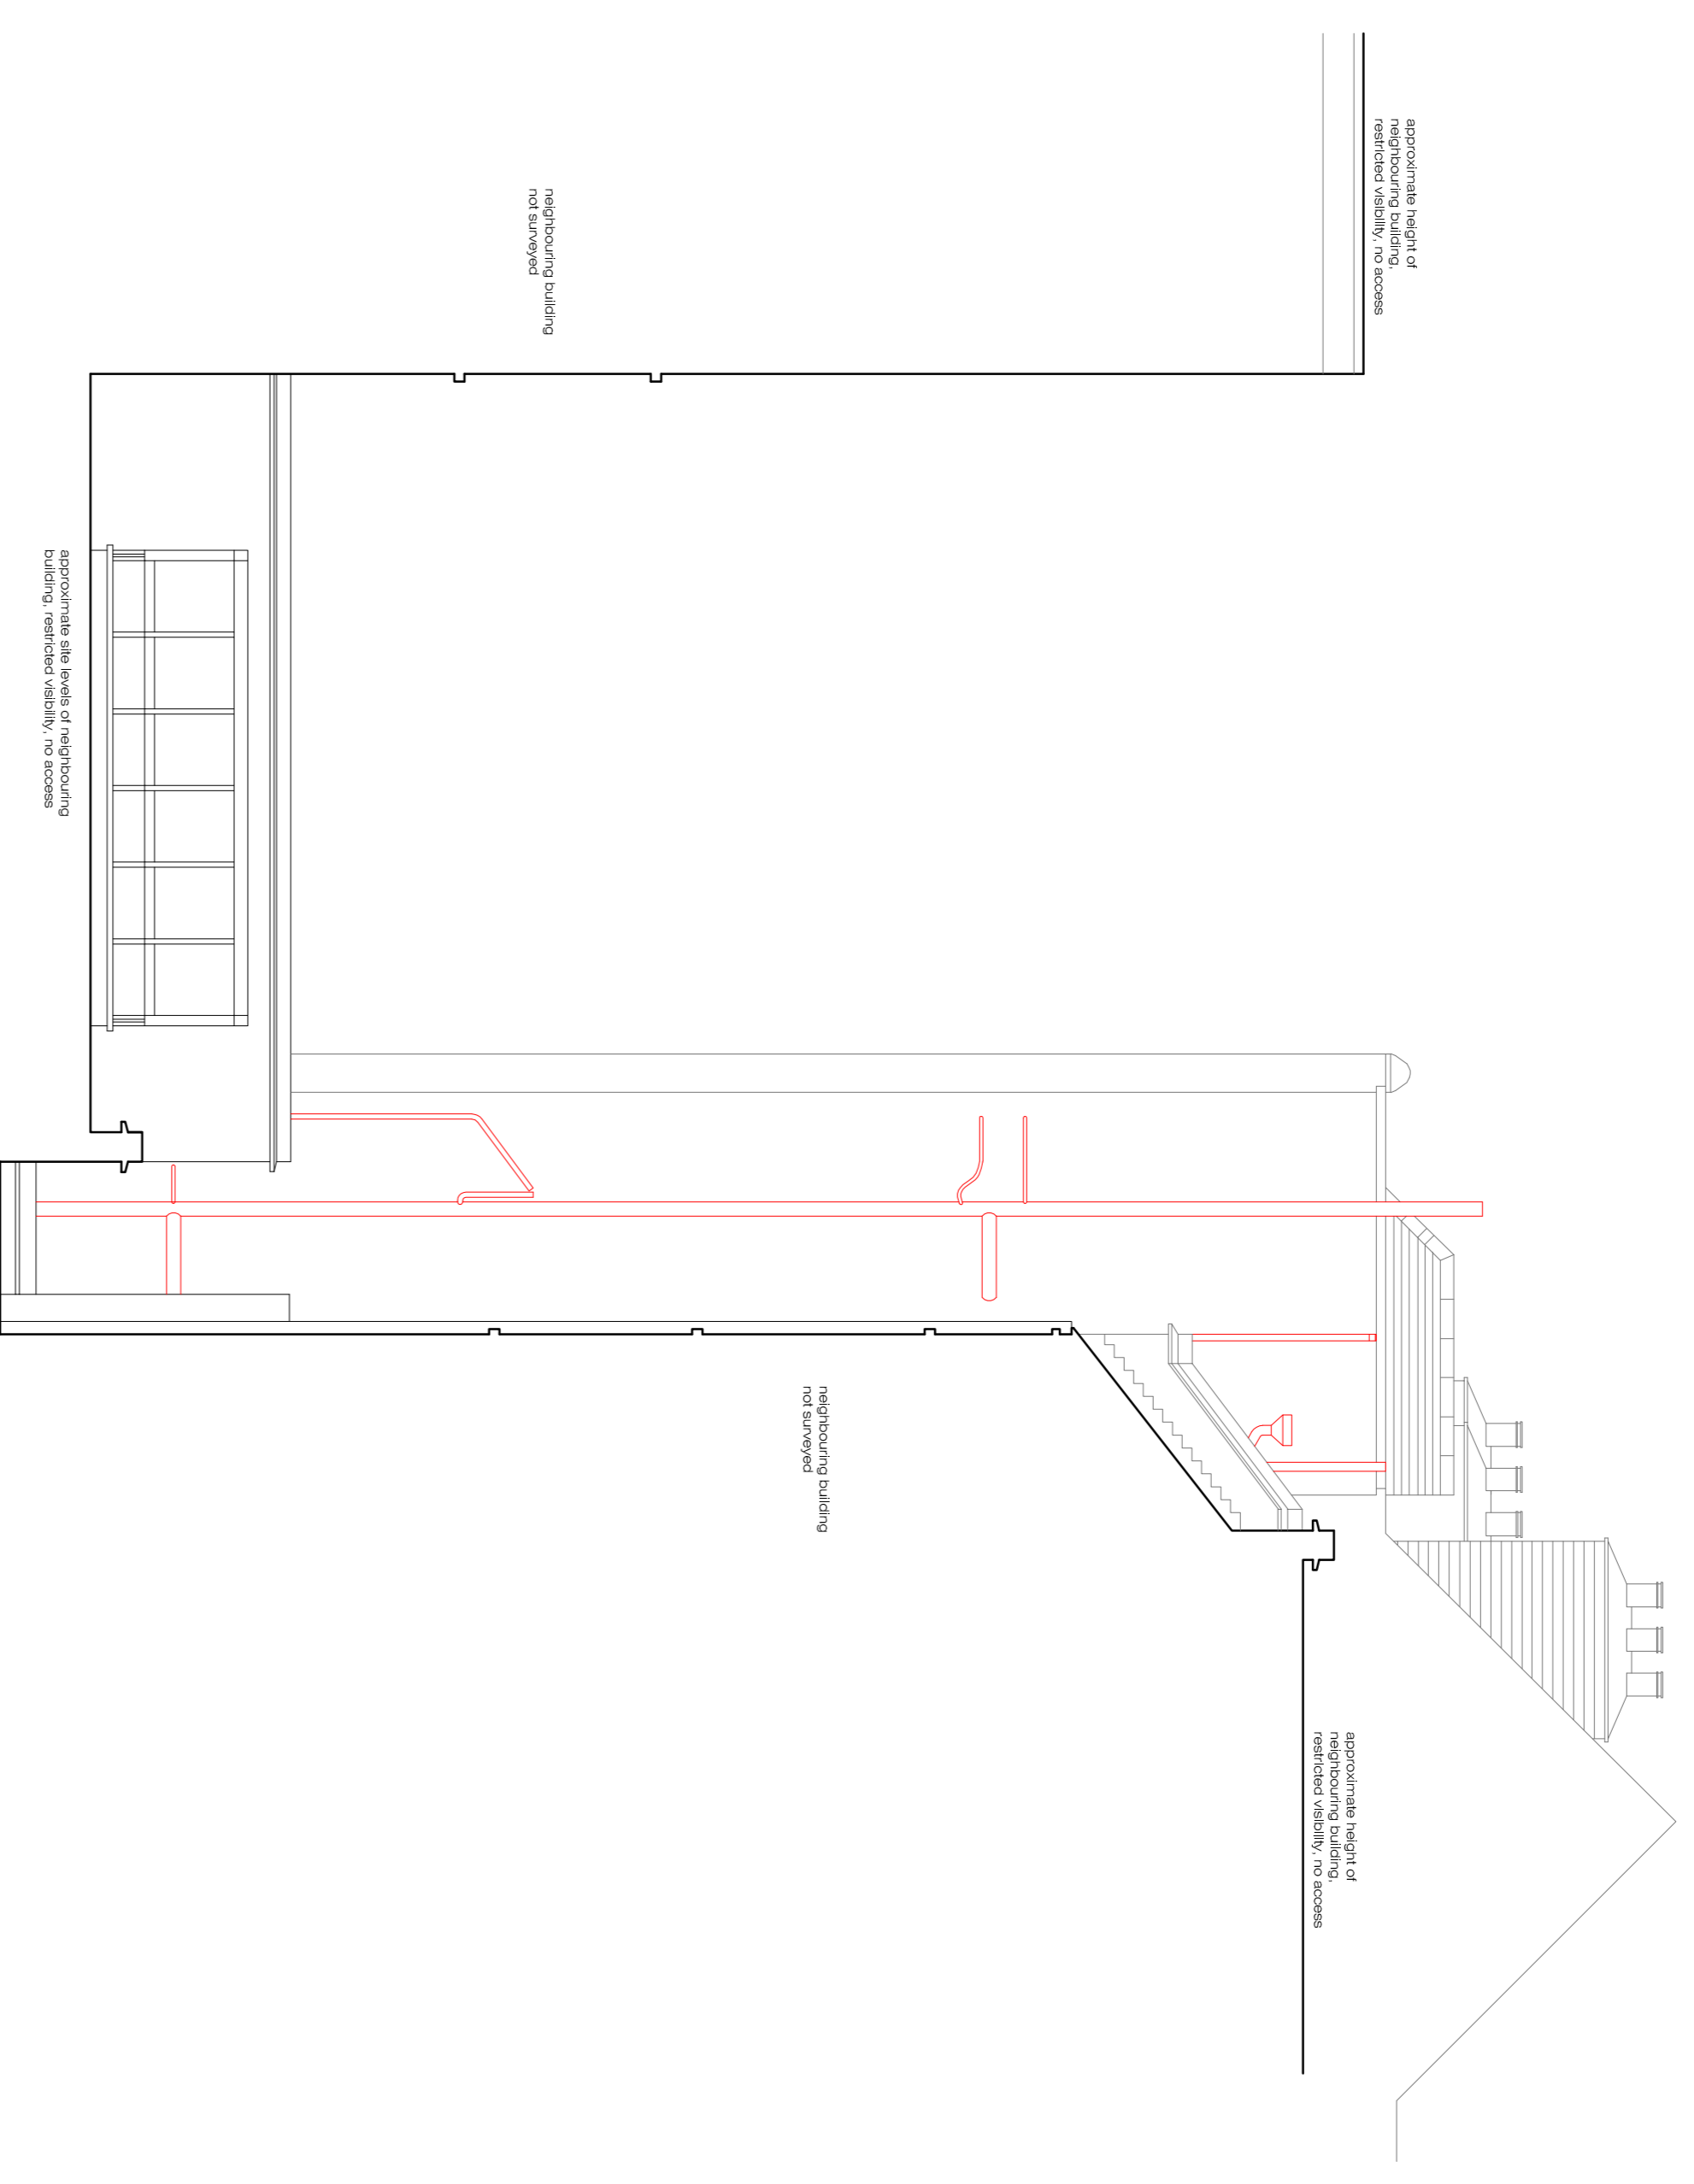 approximate height of
neighbouring building,
restricted visibility, no access
neighbouring building
not surveyed
approximate site levels of neighbouring
building, restricted visibility, no access
neighbouring building
not surveyed
approximate height of
neighbouring building,
restricted visibility, no access